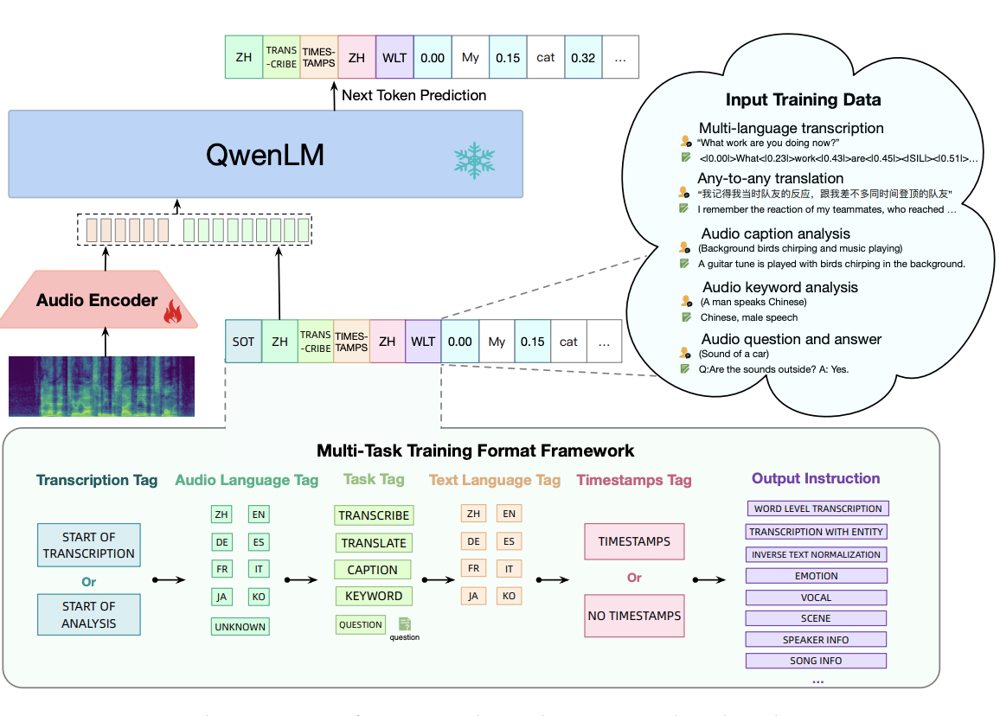 ZH TRANS-CRIBE TIMES-TAMPS ZH WLT 0.00 My 0.15 cat 0.32 ...
Next Token Prediction
QwenLM
Audio Encoder
SOT ZH TRANS-CRIBE TIMES-TAMPS ZH WLT 0.00 My 0.15 cat ...
Input Training Data
Multi-language transcription
“What work are you doing now?”
<|0.00|>What<|0.23|>work<|0.43|>are<|0.45|><|SIL|><|0.51|>...
Any-to-any translation
“我记得我当时队友的反应，跟我差不多同时间登顶的队友”
I remember the reaction of my teammates, who reached ...
Audio caption analysis
(Background birds chirping and music playing)
A guitar tune is played with birds chirping in the background.
Audio keyword analysis
(A man speaks Chinese)
Chinese, male speech
Audio question and answer
(Sound of a car)
Q:Are the sounds outside? A: Yes.
Multi-Task Training Format Framework
Transcription Tag
START OF
TRANSCRIPTION
Or
START OF
ANALYSIS
Audio Language Tag
ZH EN
DE ES
FR IT
JA KO
UNKNOWN
Task Tag
TRANSCRIBE
TRANSLATE
CAPTION
KEYWORD
QUESTION
question
Text Language Tag
ZH EN
DE ES
FR IT
JA KO
Timestamps Tag
TIMESTAMPS
Or
NO TIMESTAMPS
Output Instruction
WORD LEVEL TRANSCRIPTION
TRANSCRIPTION WITH ENTITY
INVERSE TEXT NORMALIZATION
EMOTION
VOCAL
SCENE
SPEAKER INFO
SONG INFO
...